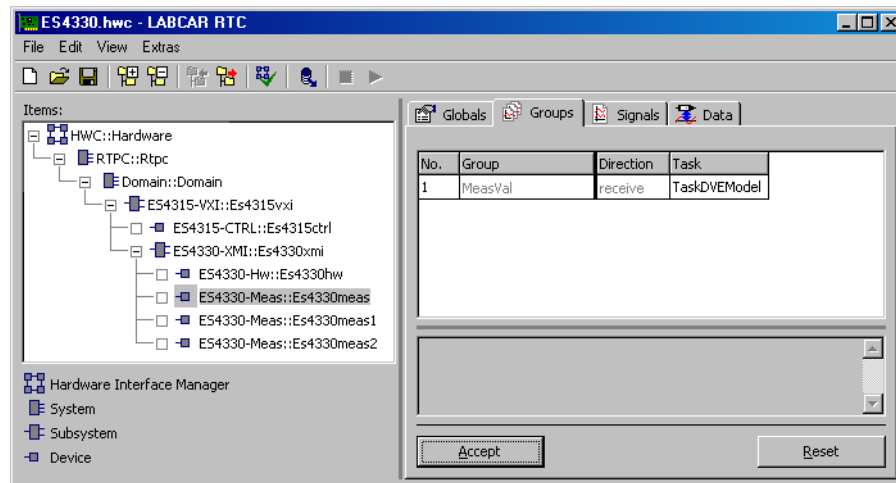 ES4330.hwc - LABCAR RTC
File Edit View Extras
Items:
HWC::Hardware
RTPC::Rtpc
Domain::Domain
ES4315-VXI::Es4315vxi
ES4315-CTRL::Es4315ctrl
ES4330-XMI::Es4330xmi
ES4330-Hw::Es4330hw
ES4330-Meas::Es4330meas
ES4330-Meas::Es4330meas1
ES4330-Meas::Es4330meas2
Hardware Interface Manager
System
Subsystem
Device
Globals Groups Signals Data
No. Group Direction Task
1 MeasVal receive TaskDVEModel
Accept Reset